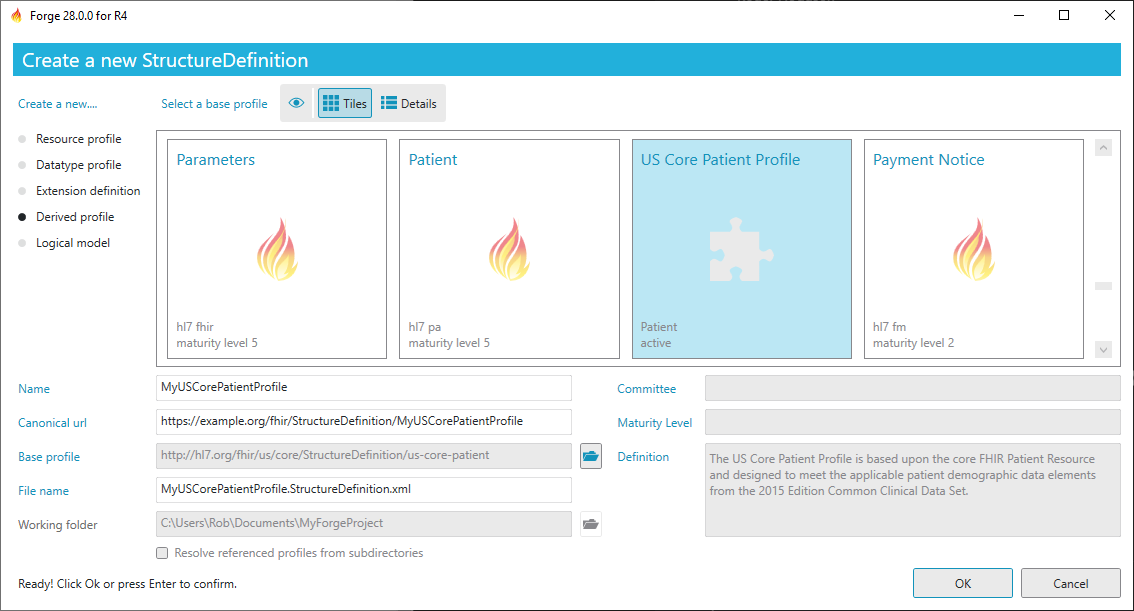 Forge 28.0.0 for R4
Create a new StructureDefinition
Create a new....
Select a base profile
Tiles
Details
Resource profile
Datatype profile
Extension definition
Derived profile
Logical model
Parameters
hl7 fhir
maturity level 5
Patient
hl7 pa
maturity level 5
US Core Patient Profile
Patient
active
Payment Notice
hl7 fm
maturity level 2
Name
MyUSCorePatientProfile
Canonical url
https://example.org/fhir/StructureDefinition/MyUSCorePatientProfile
Base profile
http://hl7.org/fhir/us/core/StructureDefinition/us-core-patient
File name
MyUSCorePatientProfile.StructureDefinition.xml
Working folder
C:\Users\Rob\Documents\MyForgeProject
Resolve referenced profiles from subdirectories
Committee
Maturity Level
Definition
The US Core Patient Profile is based upon the core FHIR Patient Resource
and designed to meet the applicable patient demographic data elements
from the 2015 Edition Common Clinical Data Set.
Ready! Click Ok or press Enter to confirm.
OK
Cancel